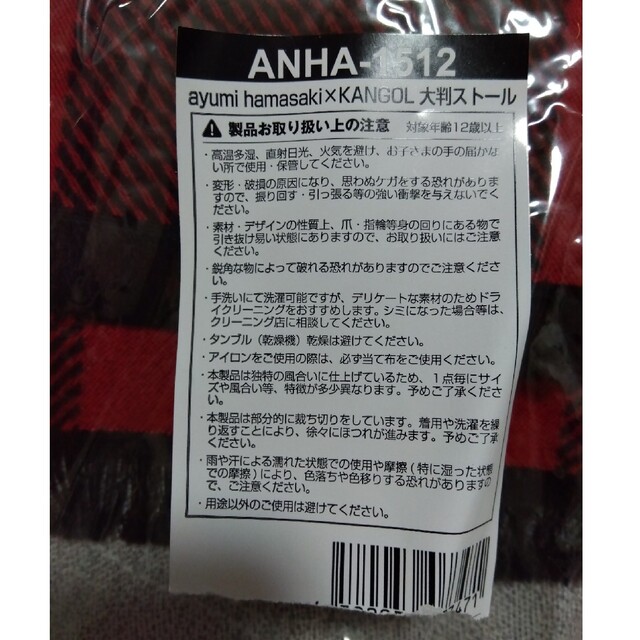 ANHA-1512
ayumi hamasaki×KANGOL 大判ストール
製品お取り扱い上の注意 対象年齢12歳以上
・高温多湿、直射日光、火気を避け、お子さまの手の届かな
い所で使用・保管してください。
・変形・破損の原因になり、思わぬケガをする恐れがありま
すので、振り回す・引っ張る等の強い衝撃を与えないでく
ださい。
・素材・デザインの性質上、爪・指輪等身の回りにある物で
引き抜け易い状態にありますので、お取り扱いにはご注意
ください。
・鋭角な物によって破れる恐れがありますのでご注意くださ
い。
・手洗いにて洗濯可能ですが、デリケートな素材のためドラ
イクリーニングをおすすめします。シミになった場合等は、
クリーニング店に相談してください。
・タンブル（乾燥機）乾燥は避けてください。
・アイロンをご使用の際は、必ず当て布をご使用ください。
・本製品は独特の風合いに仕上げているため、1点毎にサイ
ズや風合い等、特徴が多少異なります。予めご了承くださ
い。
・本製品は部分的に裁ち切りをしています。着用や洗濯を繰
り返すことにより、徐々にほつれが進みます。予めご了承
ください。
・雨や汗による濡れた状態での使用や摩擦（特に湿った状態
での摩擦）により、色落ちや色移りする恐れがありますの
で、ご注意ください。
・用途以外のご使用は避けてください。